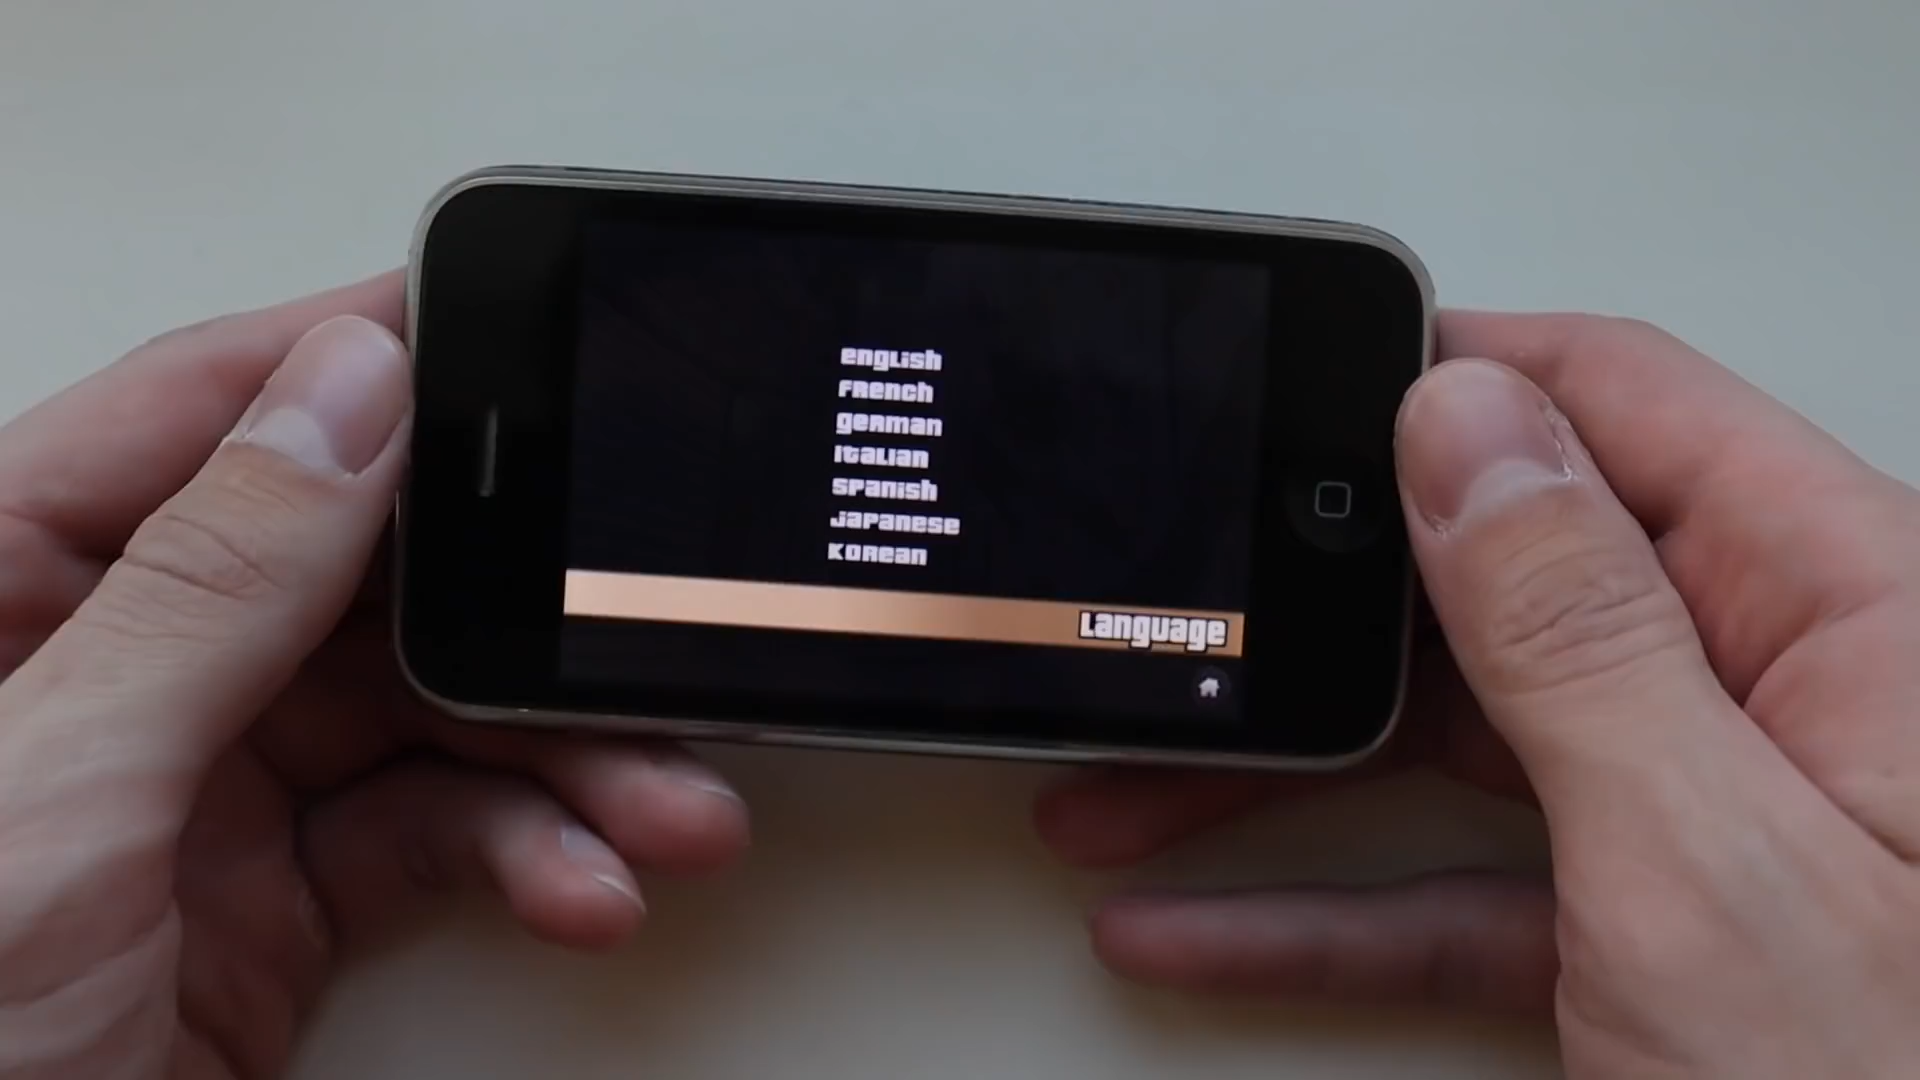 English
French
German
Italian
Spanish
Japanese
Korean
Language